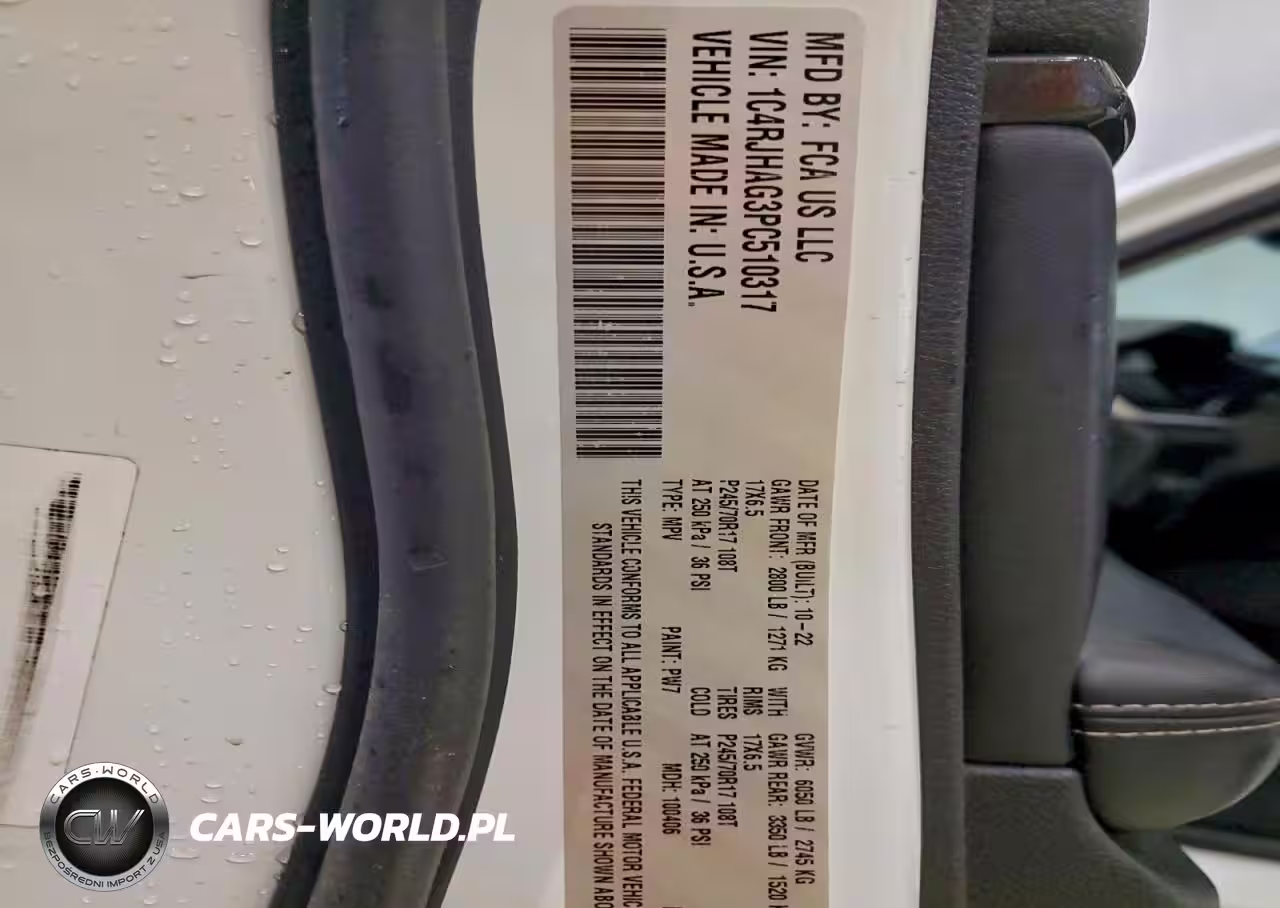 MFD BY: FCA US LLC
VIN: 1C4RJHAG3PC510317
VEHICLE MADE IN: U.S.A.
DATE OF MFR (BUILT): 10-22 GVWR: 6050 LB / 2745 KG
GAWR FRONT: 2800 LB / 1271 KG WITH GAWR REAR: 3350 LB / 1520
17X6.5 RIMS 17X6.5
P245/70R17 108T TIRES P245/70R17 108T
AT 250 kPa / 36 PSI COLD AT 250 kPa / 36 PSI
TYPE: MPV PAINT: PW7 MDH: 100406
THIS VEHICLE CONFORMS TO ALL APPLICABLE U.S.A. FEDERAL MOTOR VEHIC
STANDARDS IN EFFECT ON THE DATE OF MANUFACTURE SHOWN ABO
CARS-WORLD
CW
BEZPOŚREDNI IMPORT Z USA
CARS-WORLD.PL